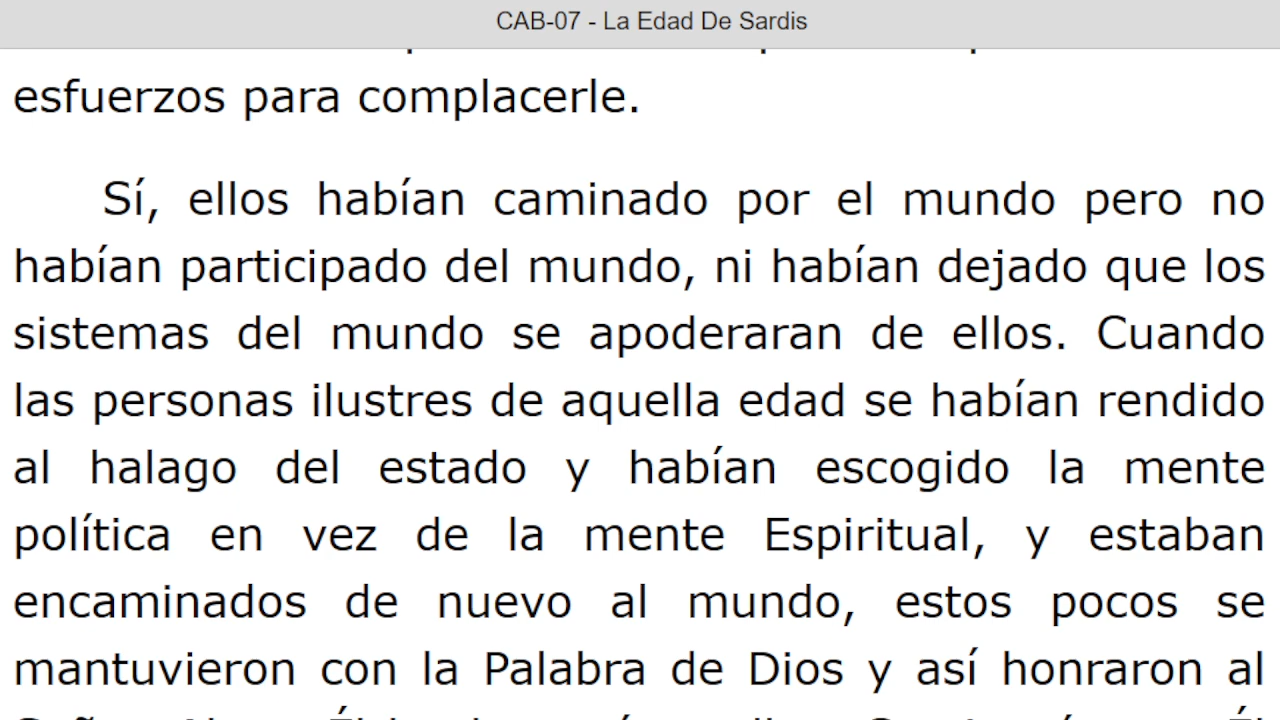 CAB-07 - La Edad De Sardis
esfuerzos para complacerle.
Sí, ellos habían caminado por el mundo pero no
habían participado del mundo, ni habían dejado que los
sistemas del mundo se apoderaran de ellos. Cuando
las personas ilustres de aquella edad se habían rendido
al halago del estado y habían escogido la mente
política en vez de la mente Espiritual, y estaban
encaminados de nuevo al mundo, estos pocos se
mantuvieron con la Palabra de Dios y así honraron al